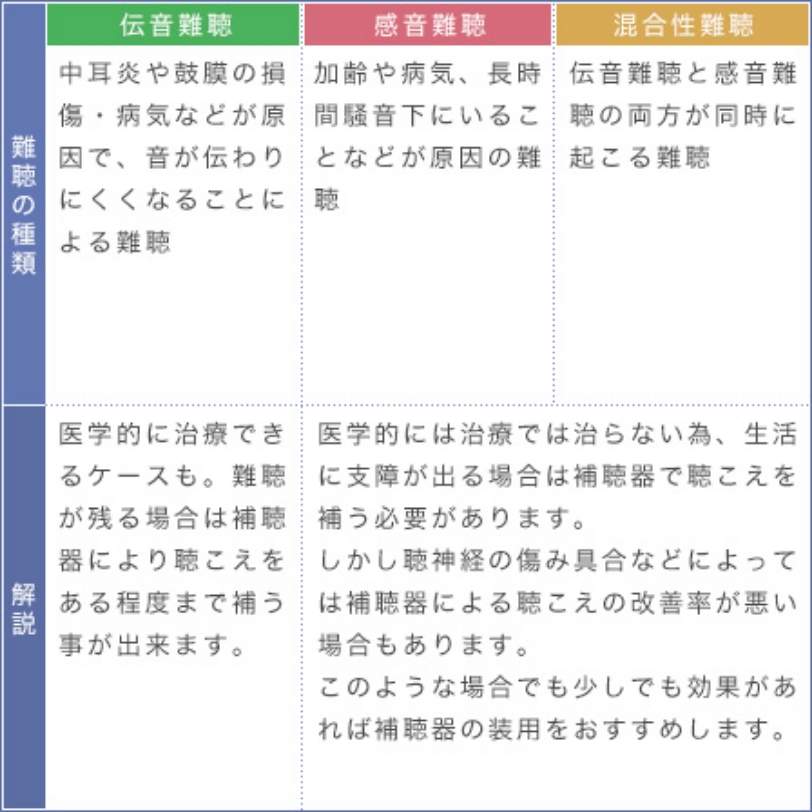 伝音難聴
感音難聴
混合性難聴
難聴の種類
中耳炎や鼓膜の損
傷・病気などが原
因で、音が伝わり
にくくなることに
よる難聴
加齢や病気、長時
間騒音下にいるこ
となどが原因の難
聴
伝音難聴と感音難
聴の両方が同時に
起こる難聴
解説
医学的に治療でき
るケースも。難聴
が残る場合は補聴
器により聴こえを
ある程度まで補う
事が出来ます。
医学的には治療では治らない為、生活
に支障が出る場合は補聴器で聴こえを
補う必要があります。
しかし聴神経の傷み具合などによって
は補聴器による聴こえの改善率が悪い
場合もあります。
このような場合でも少しでも効果があ
れば補聴器の装用をおすすめします。